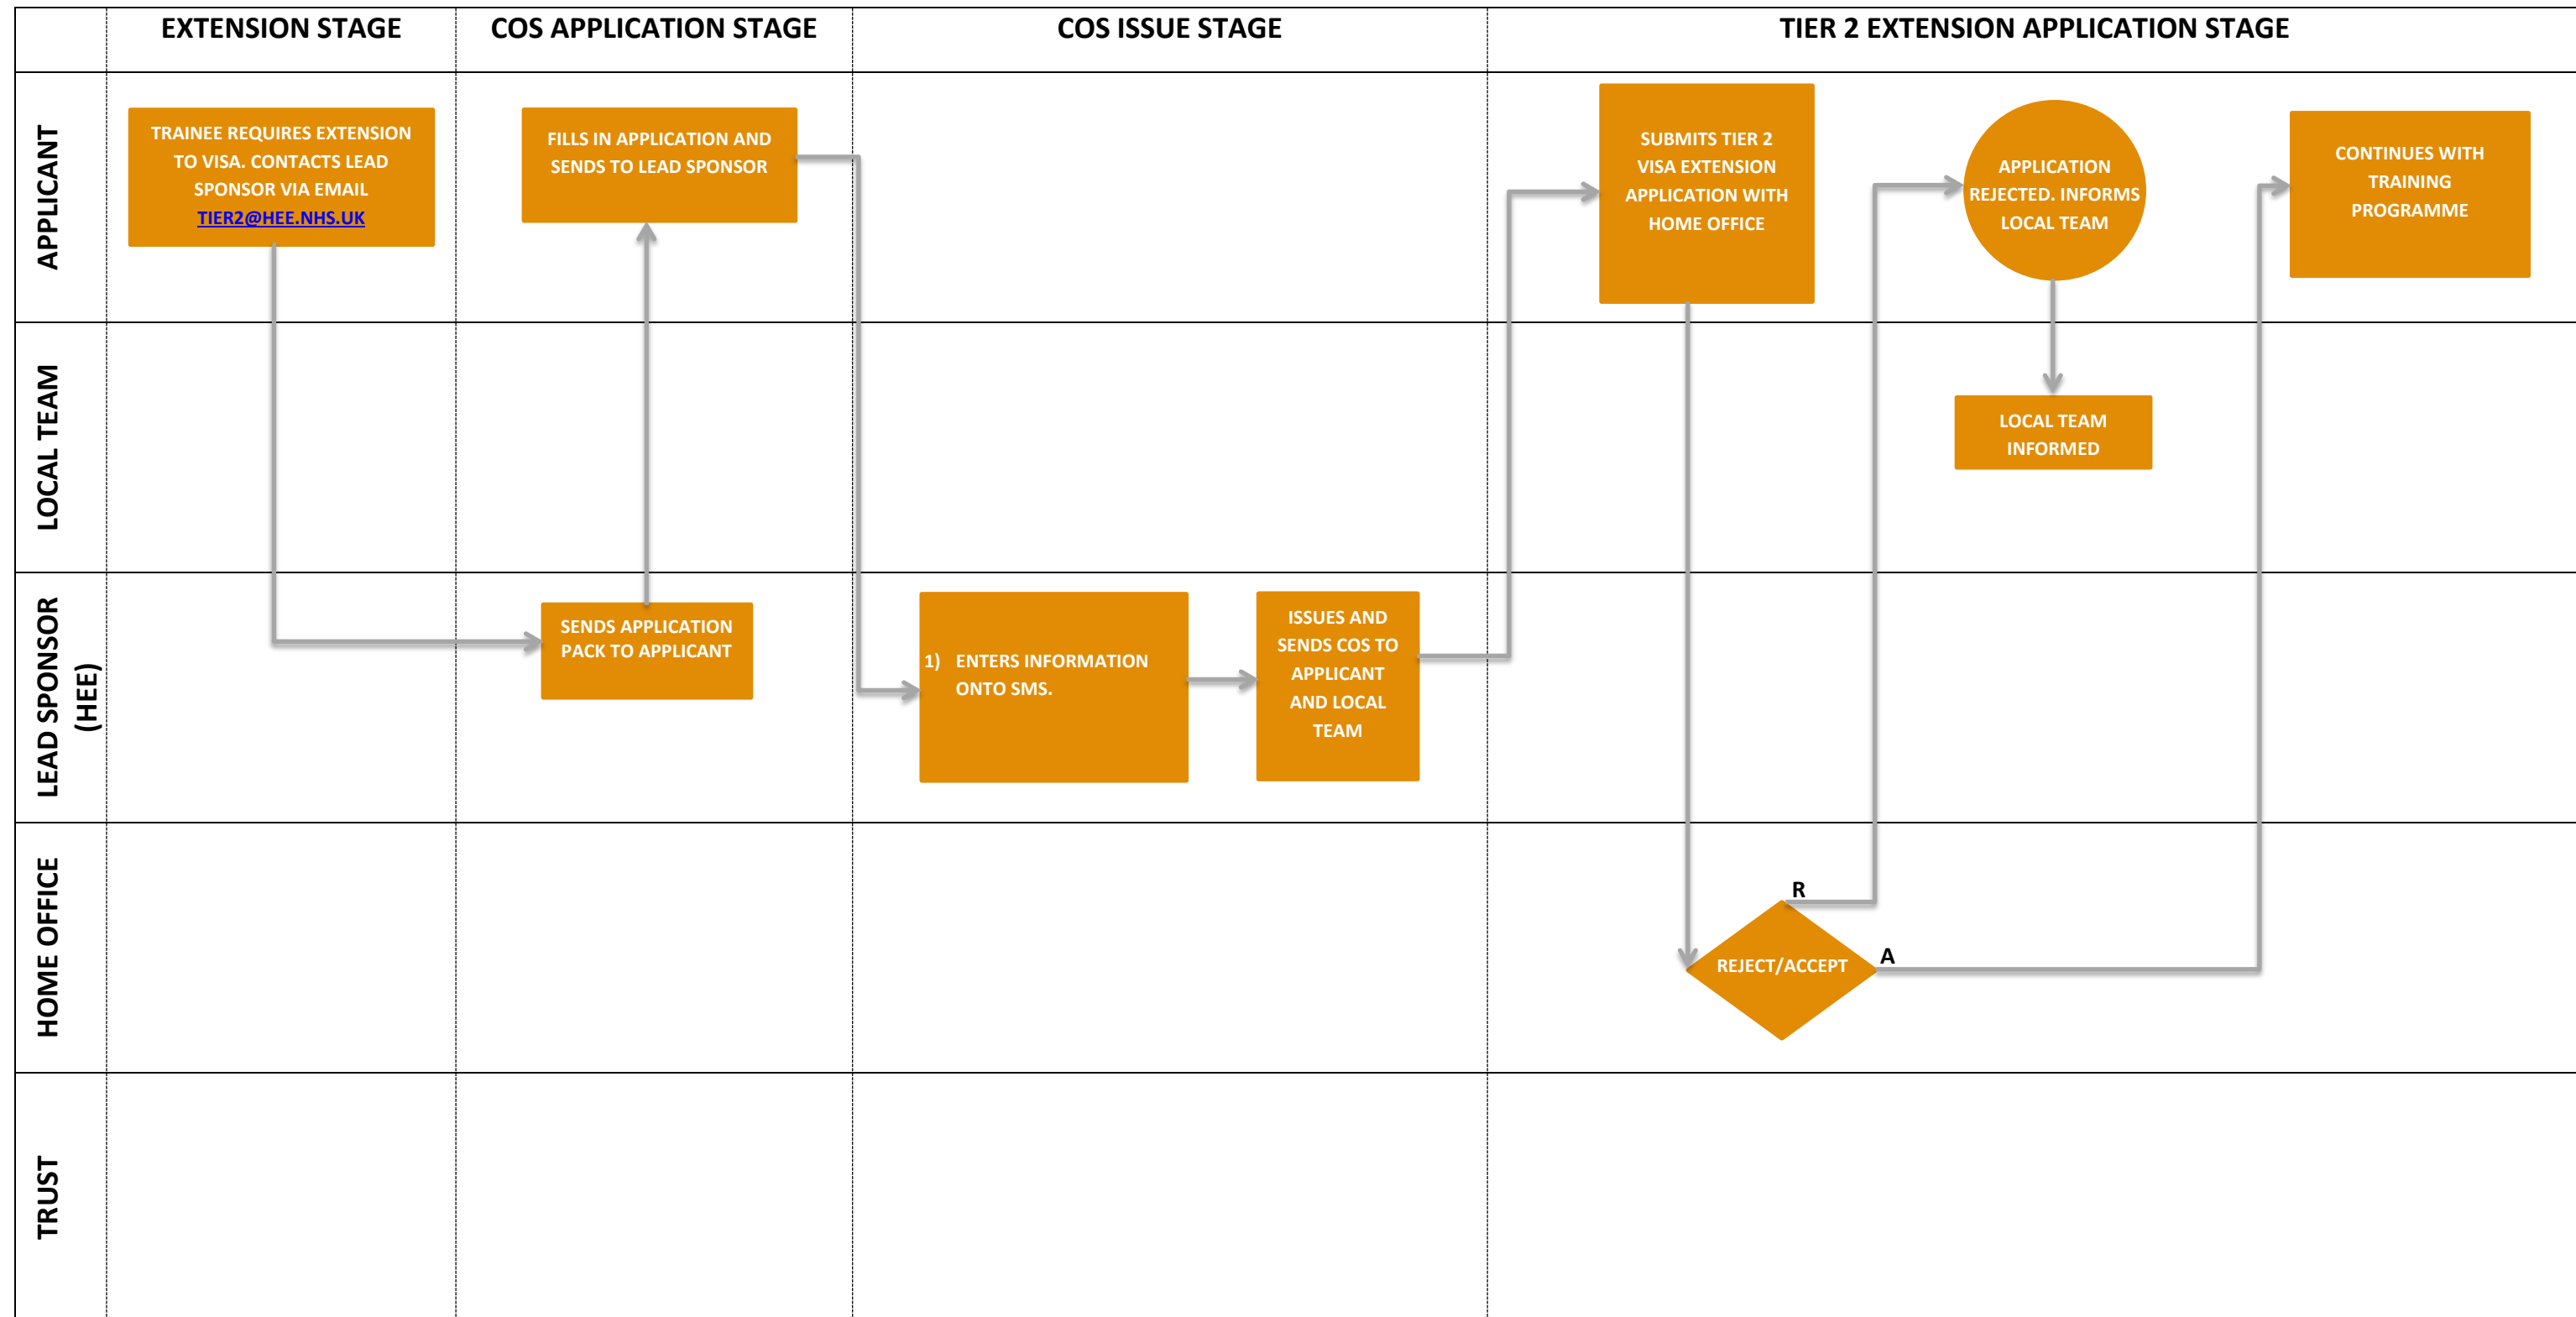 EXTENSION STAGE
COS APPLICATION STAGE
COS ISSUE STAGE
TIER 2 EXTENSION APPLICATION STAGE
APPLICANT
TRAINEE REQUIRES EXTENSION
TO VISA. CONTACTS LEAD
SPONSOR VIA EMAIL
TIER2@HEE.NHS.UK
FILLS IN APPLICATION AND
SENDS TO LEAD SPONSOR
SUBMITS TIER 2
VISA EXTENSION
APPLICATION WITH
HOME OFFICE
APPLICATION
REJECTED. INFORMS
LOCAL TEAM
CONTINUES WITH
TRAINING
PROGRAMME
LOCAL TEAM
LOCAL TEAM
INFORMED
LEAD SPONSOR
(HEE)
SENDS APPLICATION
PACK TO APPLICANT
1) ENTERS INFORMATION
ONTO SMS.
ISSUES AND
SENDS COS TO
APPLICANT
AND LOCAL
TEAM
HOME OFFICE
R
REJECT/ACCEPT
A
TRUST